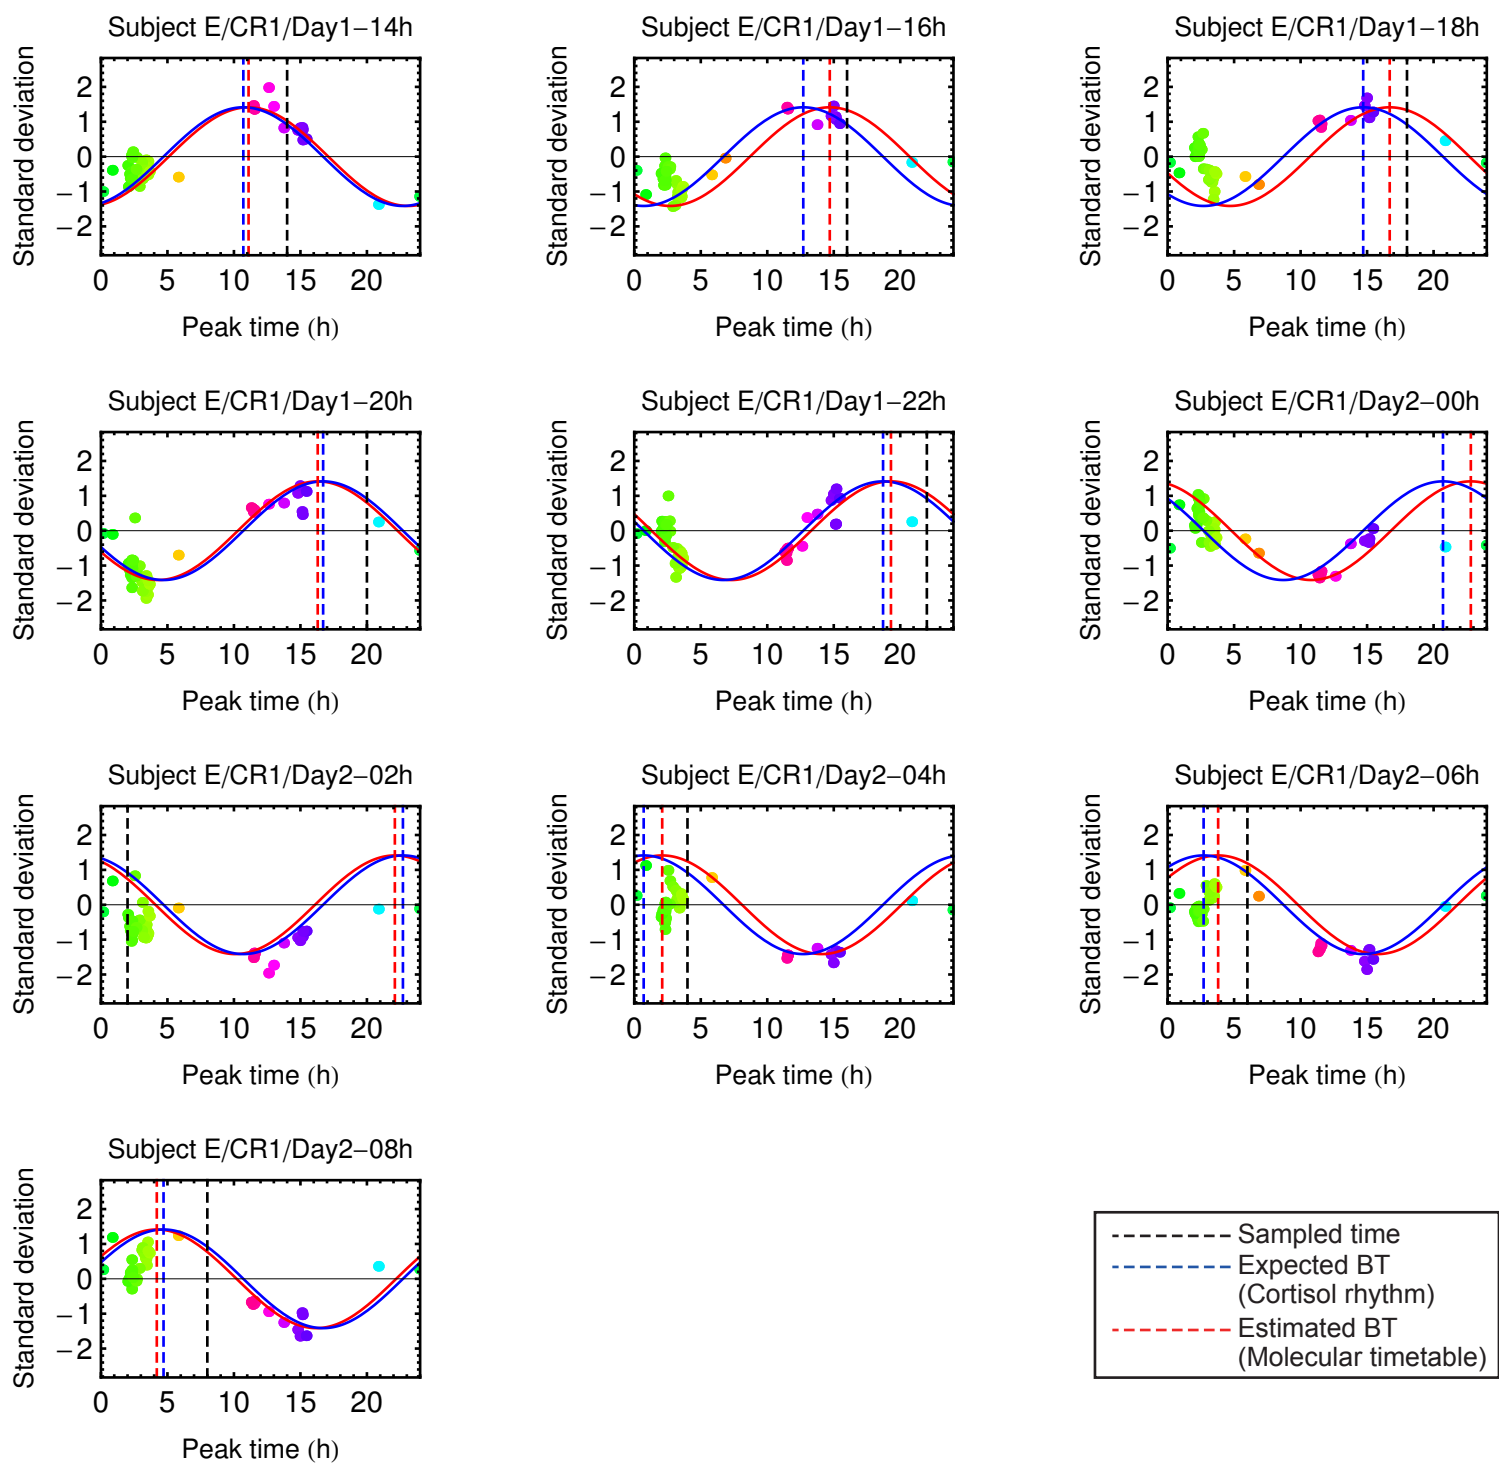 Subject E/CR1/Day1−14h
Standard deviation
2
1
0
−1
−2
0 5 10 15 20
Peak time (h)
Subject E/CR1/Day1−16h
Standard deviation
2
1
0
−1
−2
0 5 10 15 20
Peak time (h)
Subject E/CR1/Day1−18h
Standard deviation
2
1
0
−1
−2
0 5 10 15 20
Peak time (h)
Subject E/CR1/Day1−20h
Standard deviation
2
1
0
−1
−2
0 5 10 15 20
Peak time (h)
Subject E/CR1/Day1−22h
Standard deviation
2
1
0
−1
−2
0 5 10 15 20
Peak time (h)
Subject E/CR1/Day2−00h
Standard deviation
2
1
0
−1
−2
0 5 10 15 20
Peak time (h)
Subject E/CR1/Day2−02h
Standard deviation
2
1
0
−1
−2
0 5 10 15 20
Peak time (h)
Subject E/CR1/Day2−04h
Standard deviation
2
1
0
−1
−2
0 5 10 15 20
Peak time (h)
Subject E/CR1/Day2−06h
Standard deviation
2
1
0
−1
−2
0 5 10 15 20
Peak time (h)
Subject E/CR1/Day2−08h
Standard deviation
2
1
0
−1
−2
0 5 10 15 20
Peak time (h)
Sampled time
Expected BT
(Cortisol rhythm)
Estimated BT
(Molecular timetable)